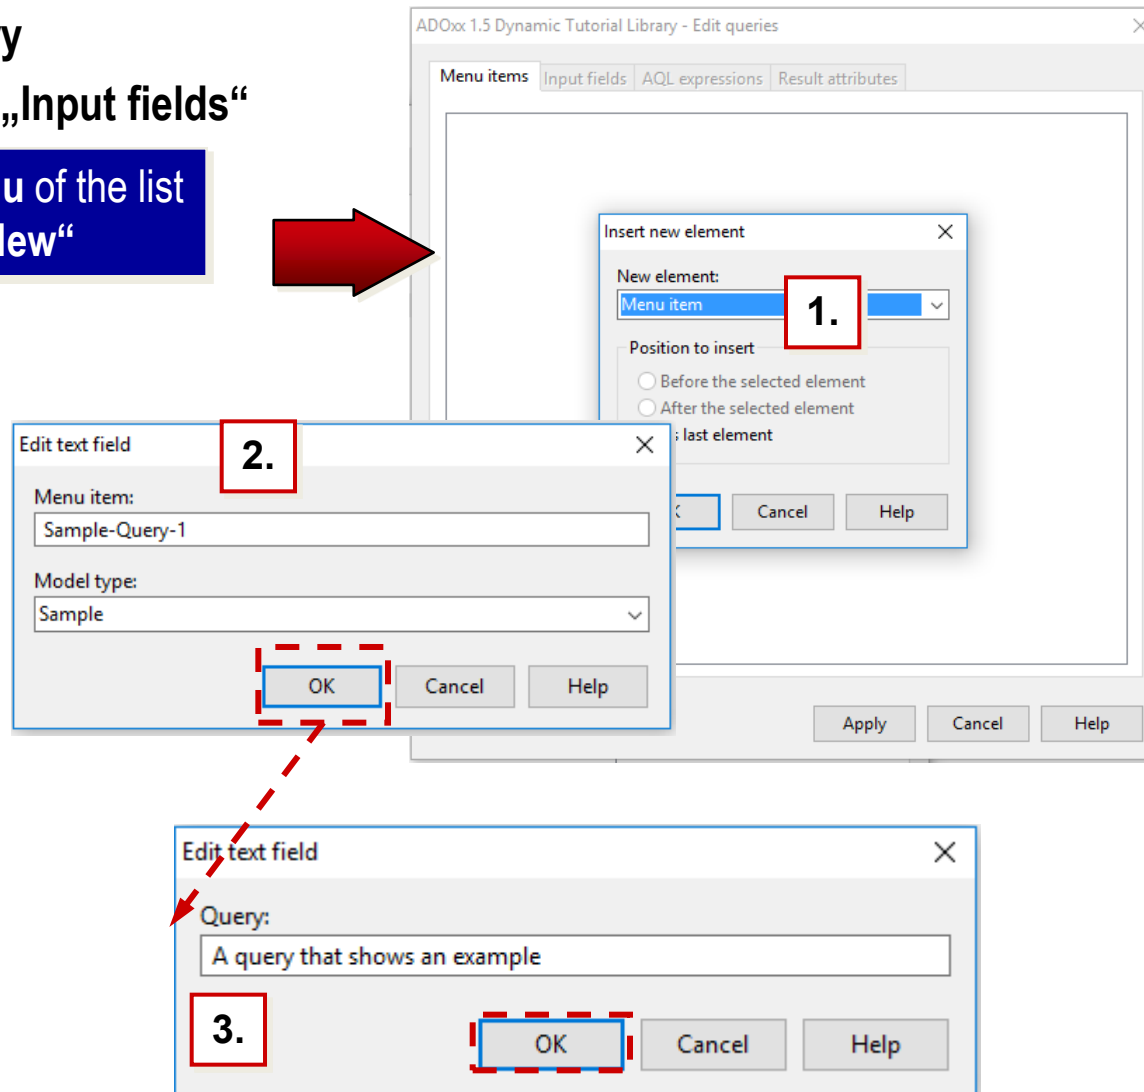 y
„Input fields“
u of the list
lew“
ADOxx 1.5 Dynamic Tutorial Library - Edit queries
Menu items Input fields AQL expressions Result attributes
Insert new element
New element:
Menu item
1.
Position to insert
Before the selected element
After the selected element
s last element
Cancel Help
Edit text field
2.
Menu item:
Sample-Query-1
Model type:
Sample
OK Cancel Help
Apply Cancel Help
Edit text field
Query:
A query that shows an example
3.
OK Cancel Help